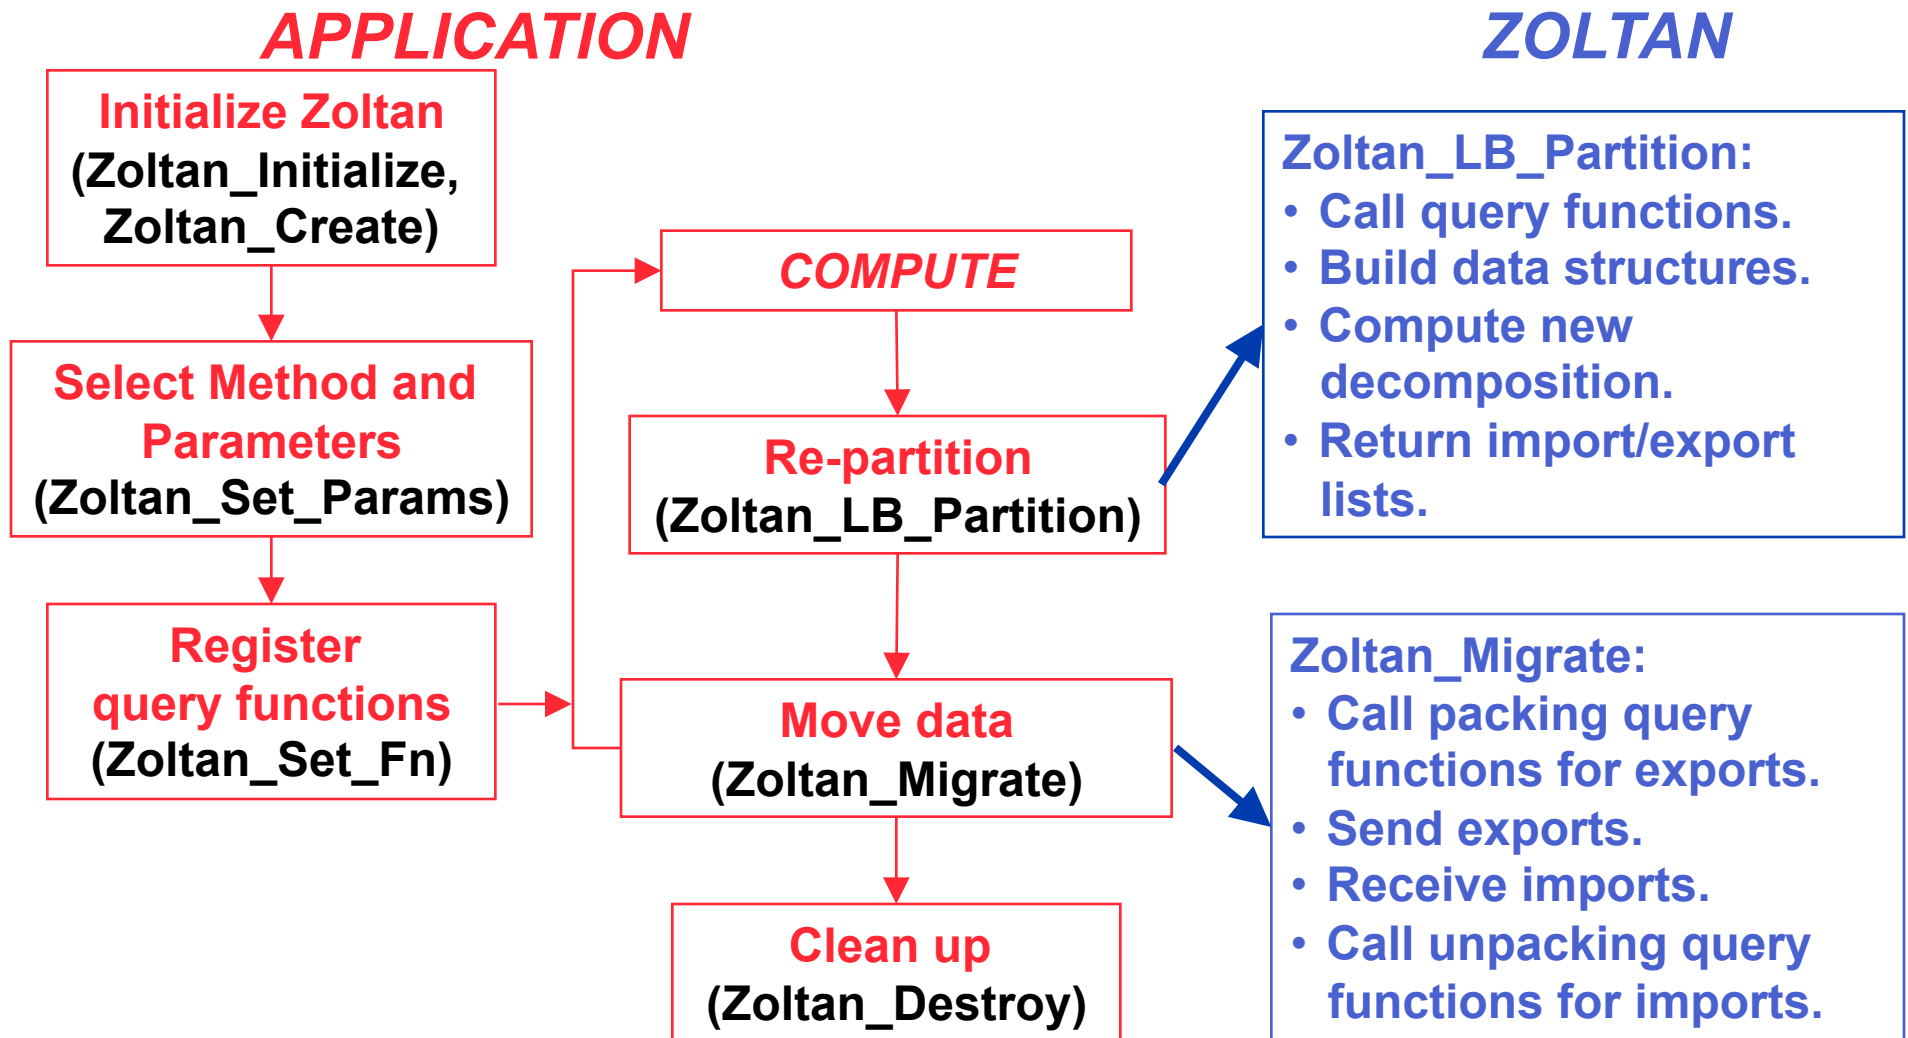 APPLICATION
ZOLTAN
Initialize Zoltan
(Zoltan_Initialize,
Zoltan_Create)
Select Method and
Parameters
(Zoltan_Set_Params)
Register
query functions
(Zoltan_Set_Fn)
COMPUTE
Re-partition
(Zoltan_LB_Partition)
Move data
(Zoltan_Migrate)
Clean up
(Zoltan_Destroy)
Zoltan_LB_Partition:
• Call query functions.
• Build data structures.
• Compute new
decomposition.
• Return import/export
lists.
Zoltan_Migrate:
• Call packing query
functions for exports.
• Send exports.
• Receive imports.
• Call unpacking query
functions for imports.